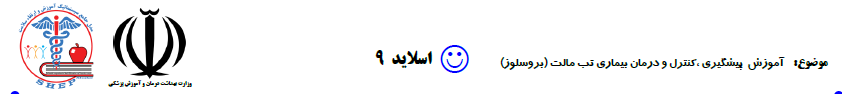 موضوع: آموزش پیشگیری ،کنترل و درمان بیماری تب مالت (بروسلوز)
اسلاید ۹
وزارت بهداشت درمان و آموزش پزشکی
SHEP